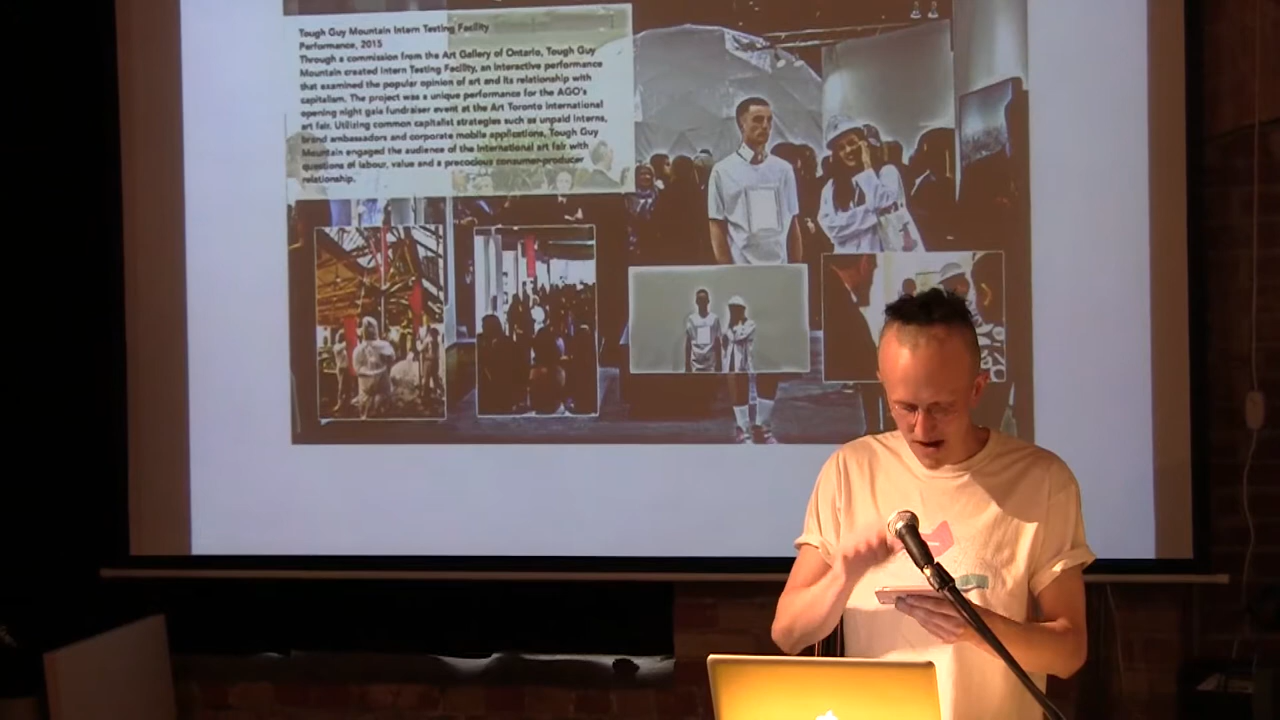 Tough Guy Mountain Intern Testing Facility
Performance, 2015
Through a commission from the Art Gallery of Ontario, Tough Guy
Mountain created Intern Testing Facility, an interactive performance
that examined the popular opinion of art and its relationship with
capitalism. The project was a unique performance for the AGO's
opening night gala fundraiser event at the Art Toronto international
art fair. Utilizing common capitalist strategies such as unpaid interns,
brand ambassadors and corporate mobile applications, Tough Guy
Mountain engaged the audience of the international art fair with
questions of labour, value and a precocious consumer-producer
relationship.